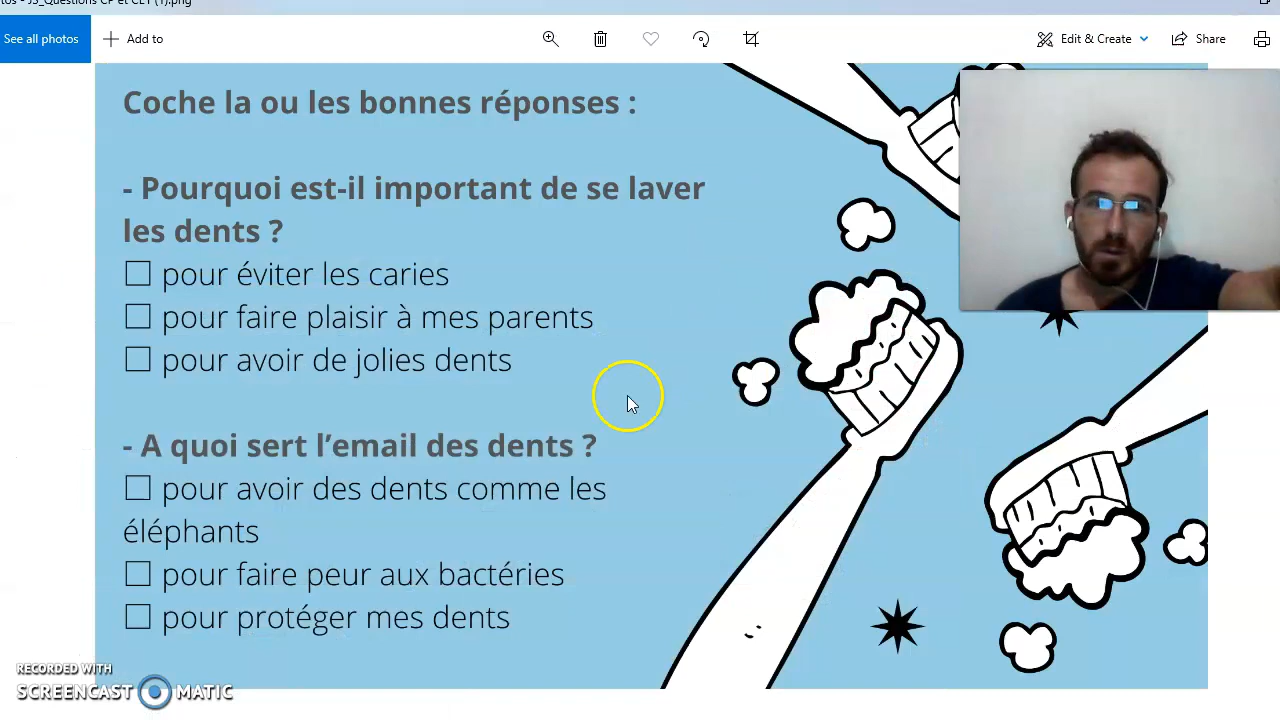 See all photos
Add to
Edit & Create
Share
Coche la ou les bonnes réponses :
- Pourquoi est-il important de se laver
les dents ?
☐ pour éviter les caries
☐ pour faire plaisir à mes parents
☐ pour avoir de jolies dents
- A quoi sert l’email des dents ?
☐ pour avoir des dents comme les
éléphants
☐ pour faire peur aux bactéries
☐ pour protéger mes dents
RECORDED WITH
SCREENCAST MATIC